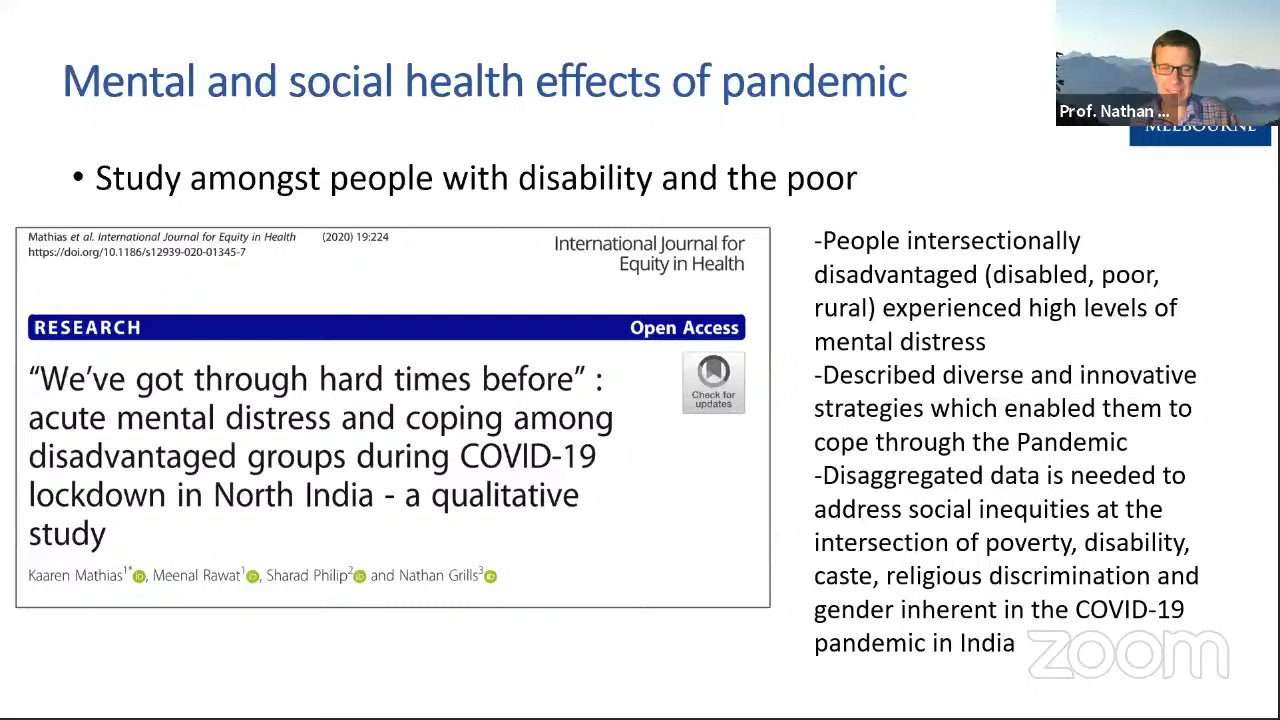 Mental and social health effects of pandemic
Prof. Nathan ...
MELBOURNE
• Study amongst people with disability and the poor
Mathias et al. International Journal for Equity in Health (2020) 19:224
https://doi.org/10.1186/s12939-020-01345-7
International Journal for
Equity in Health
RESEARCH
Open Access
Check for
updates
“We’ve got through hard times before” :
acute mental distress and coping among
disadvantaged groups during COVID-19
lockdown in North India - a qualitative
study
Kaaren Mathias1*, Meenal Rawat1, Sharad Philip2 and Nathan Grills3
-People intersectionally
disadvantaged (disabled, poor,
rural) experienced high levels of
mental distress
-Described diverse and innovative
strategies which enabled them to
cope through the Pandemic
-Disaggregated data is needed to
address social inequities at the
intersection of poverty, disability,
caste, religious discrimination and
gender inherent in the COVID-19
pandemic in India
zoom